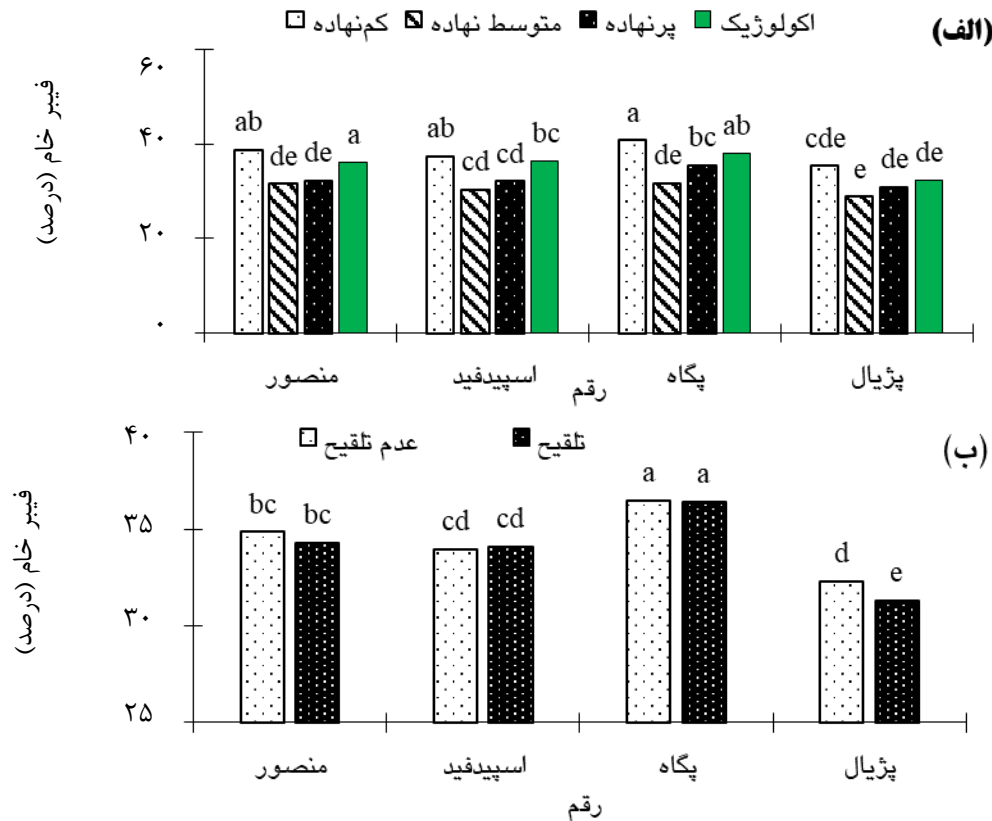 (الف)
کم‌نهاده متوسط نهاده پرنهاده اکولوژیک
فیبر خام (درصد)
۶۰
۴۰
۲۰
۰
ab de de a ab cd cd bc a de bc ab cde e de de
منصور اسپیدفید پگاه پژیال
رقم
(ب)
عدم تلقیح تلقیح
فیبر خام (درصد)
۴۰
۳۵
۳۰
۲۵
bc bc cd cd a a d e
منصور اسپیدفید پگاه پژیال
رقم